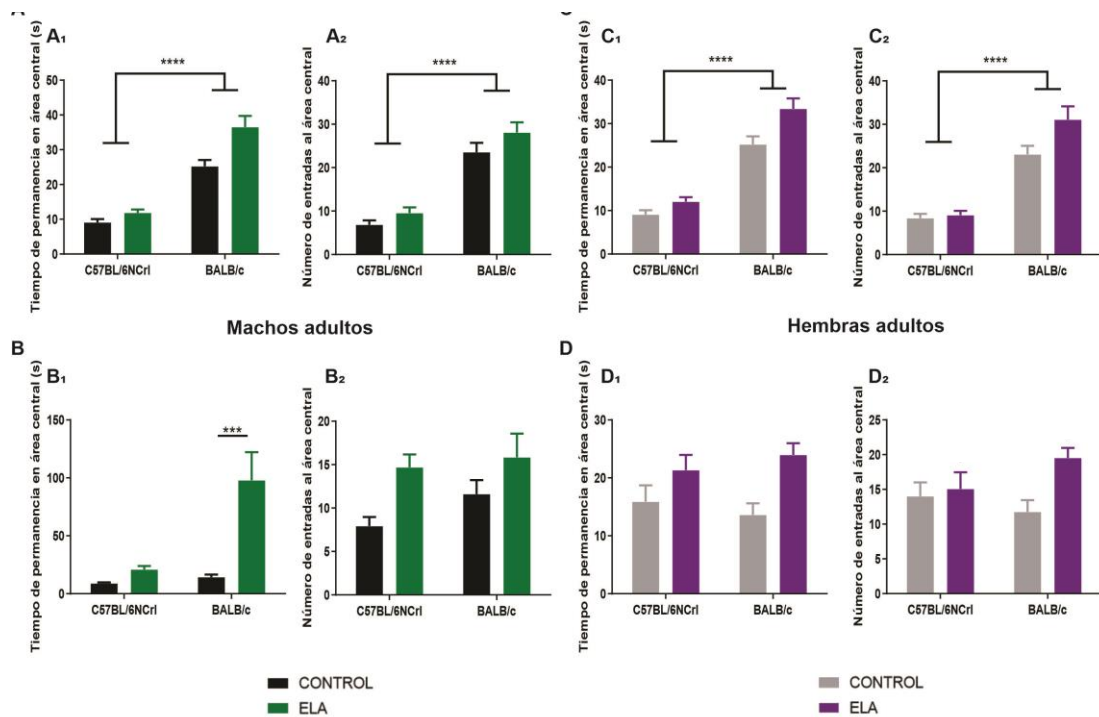 A
A₁
Tiempo de permanencia en área central (s)
50
40
30
20
10
0
****
C57BL/6NCrl
BALB/c
A₂
Número de entradas al área central
40
30
20
10
0
****
C57BL/6NCrl
BALB/c
C
C₁
Tiempo de permanencia en área central (s)
40
30
20
10
0
****
C57BL/6NCrl
BALB/c
C₂
Número de entradas al área central
40
30
20
10
0
****
C57BL/6NCrl
BALB/c
Machos adultos
Hembras adultos
B
B₁
Tiempo de permanencia en área central (s)
150
100
50
0
***
C57BL/6NCrl
BALB/c
B₂
Número de entradas al área central
20
15
10
5
0
C57BL/6NCrl
BALB/c
D
D₁
Tiempo de permanencia en área central (s)
30
20
10
0
C57BL/6NCrl
BALB/c
D₂
Número de entradas al área central
25
20
15
10
5
0
C57BL/6NCrl
BALB/c
CONTROL
ELA
CONTROL
ELA